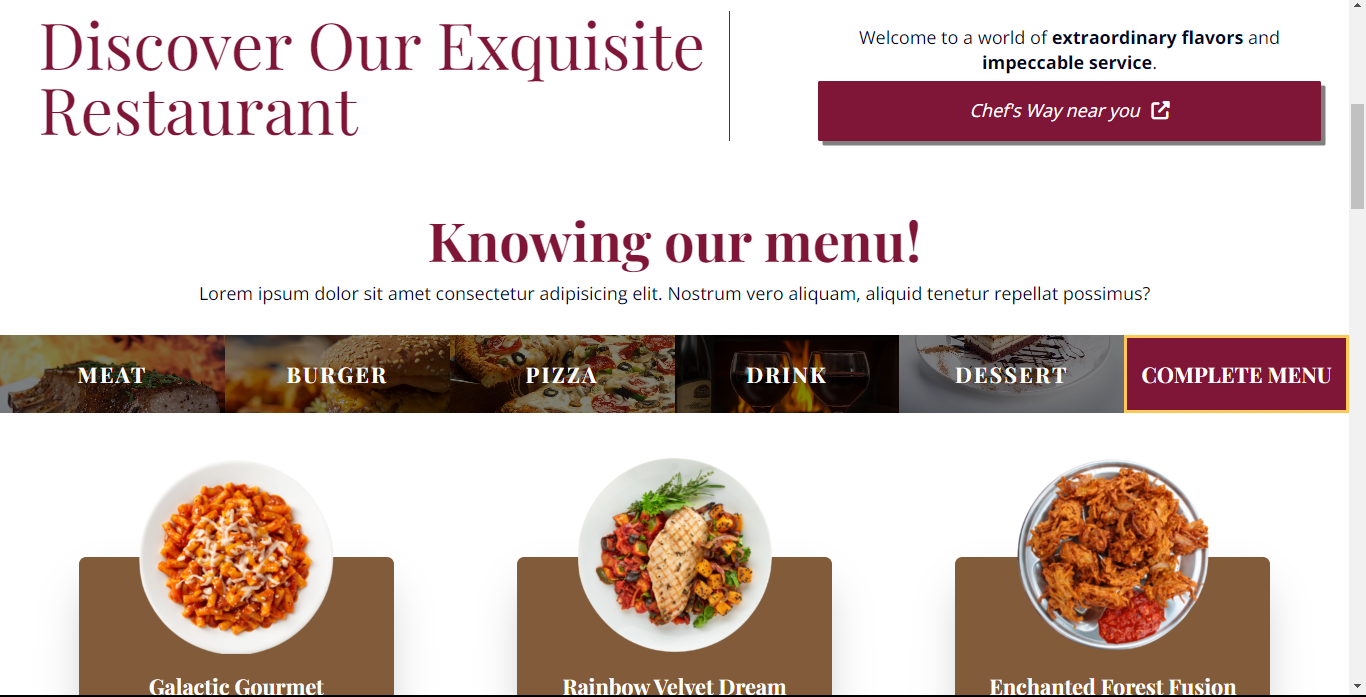 Discover Our Exquisite
Restaurant
Welcome to a world of extraordinary flavors and
impeccable service.
Chef's Way near you
Knowing our menu!
Lorem ipsum dolor sit amet consectetur adipisicing elit. Nostrum vero aliquam, aliquid tenetur repellat possimus?
MEAT
BURGER
PIZZA
DRINK
DESSERT
COMPLETE MENU
Galactic Gourmet
Rainbow Velvet Dream
Enchanted Forest Fusion